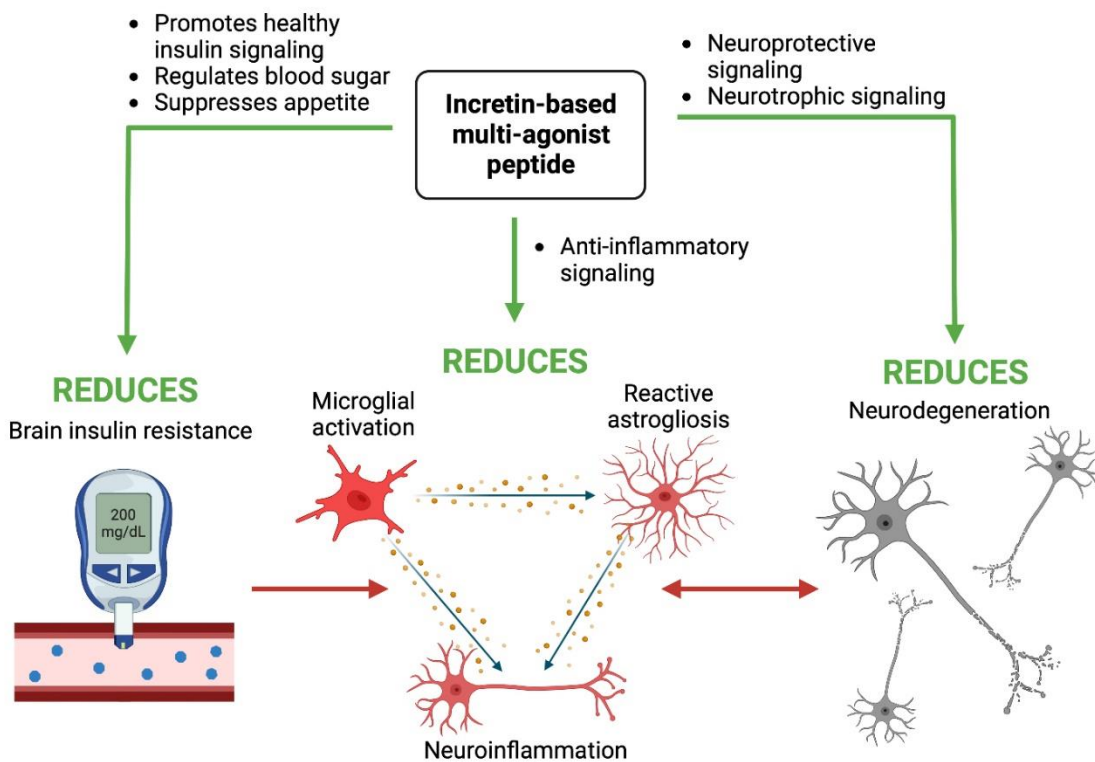 • Promotes healthy
insulin signaling
• Regulates blood sugar
• Suppresses appetite
Incretin-based
multi-agonist
peptide
• Neuroprotective
signaling
• Neurotrophic signaling
• Anti-inflammatory
signaling
REDUCES
Brain insulin resistance
200
mg/dL
REDUCES
Microglial
activation
Reactive
astrogliosis
Neuroinflammation
REDUCES
Neurodegeneration